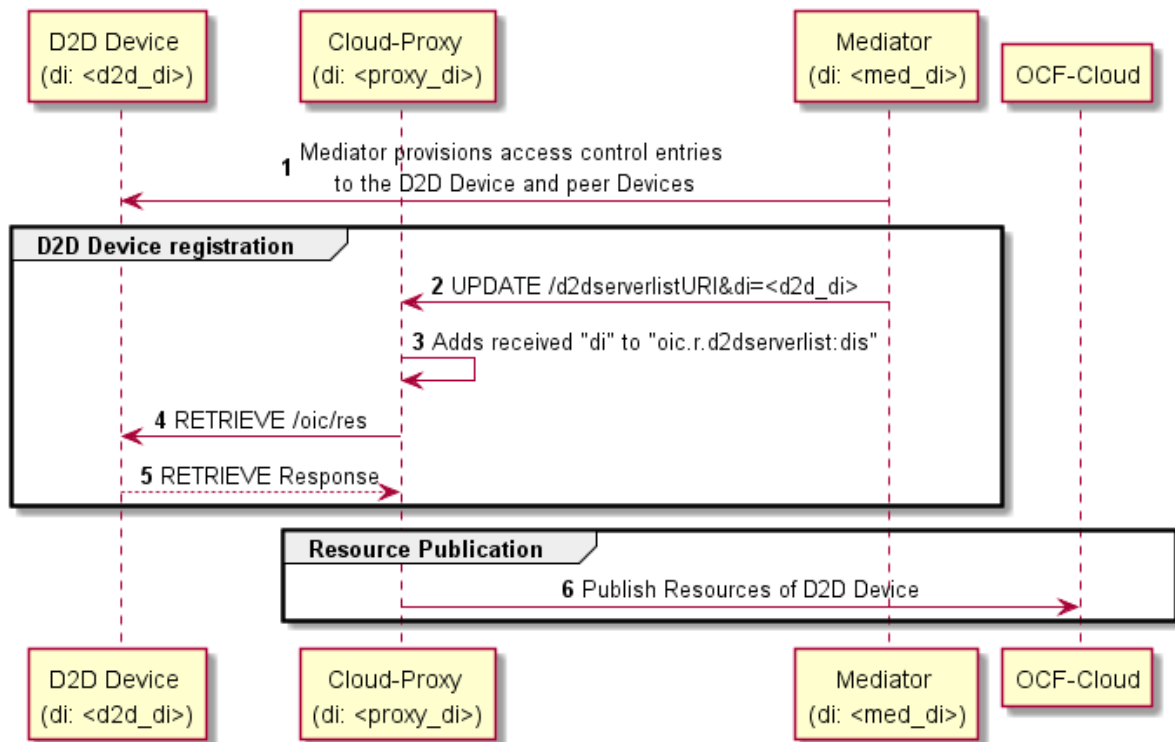 D2D Device
(di: <d2d_di>)
Cloud-Proxy
(di: <proxy_di>)
Mediator
(di: <med_di>)
OCF-Cloud
1 Mediator provisions access control entries
to the D2D Device and peer Devices
D2D Device registration
2 UPDATE /d2dserverlistURI&di=<d2d_di>
3 Adds received "di" to "oic.r.d2dserverlist:dis"
4 RETRIEVE /oic/res
5 RETRIEVE Response
Resource Publication
6 Publish Resources of D2D Device
D2D Device
(di: <d2d_di>)
Cloud-Proxy
(di: <proxy_di>)
Mediator
(di: <med_di>)
OCF-Cloud